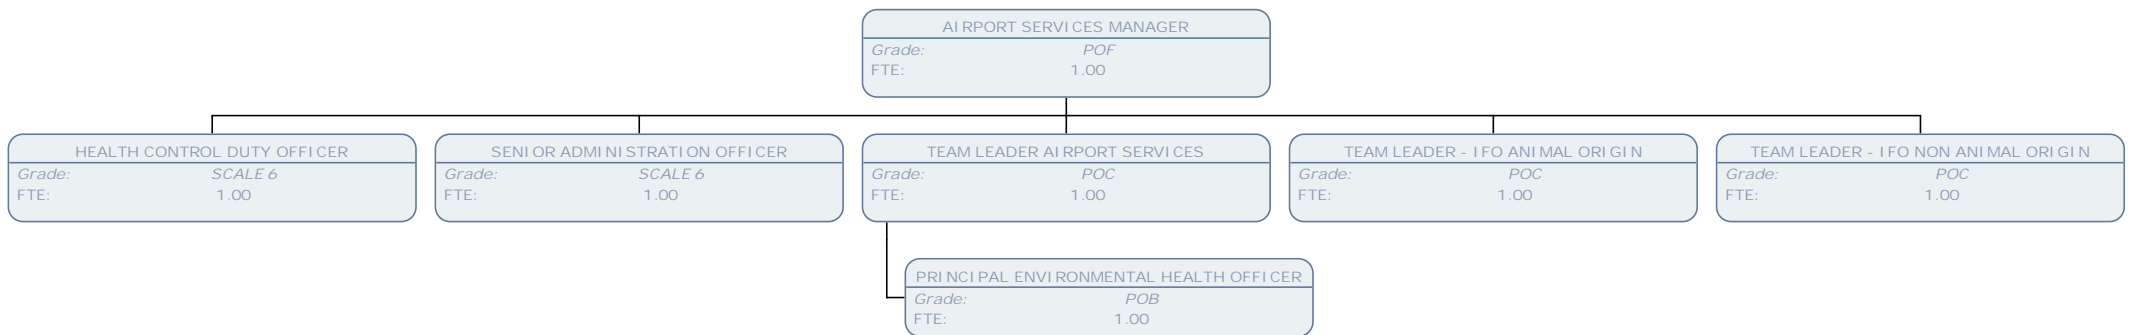 AIRPORT SERVICES MANAGER
Grade: POF
FTE: 1.00
HEALTH CONTROL DUTY OFFICER
Grade: SCALE 6
FTE: 1.00
SENIOR ADMINISTRATION OFFICER
Grade: SCALE 6
FTE: 1.00
TEAM LEADER AIRPORT SERVICES
Grade: POC
FTE: 1.00
TEAM LEADER - IFO ANIMAL ORIGIN
Grade: POC
FTE: 1.00
TEAM LEADER - IFO NON ANIMAL ORIGIN
Grade: POC
FTE: 1.00
PRINCIPAL ENVIRONMENTAL HEALTH OFFICER
Grade: POB
FTE: 1.00